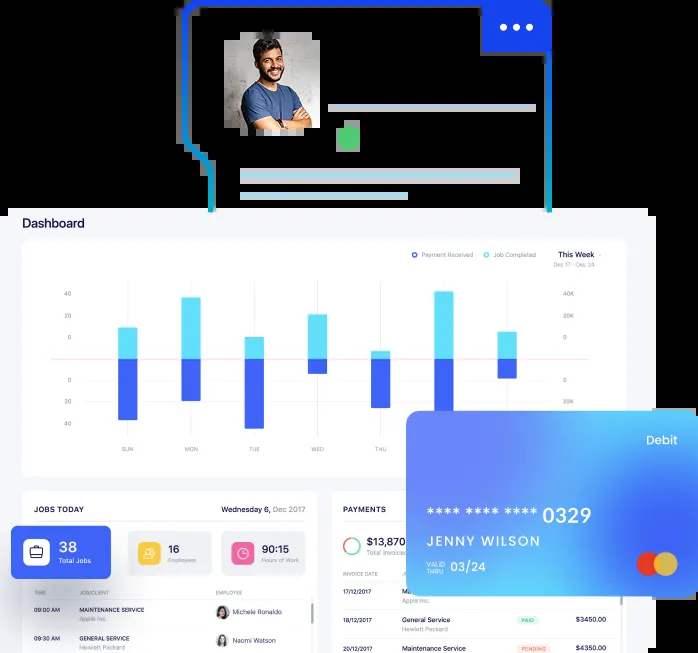 Dashboard
Payment Received
Job Completed
This Week
Dec 17 - Dec 24
40
20
0
0
20
40
40K
20K
0
0
20K
SUN
MON
TUE
WED
THU
Debit
**** **** **** 0329
JENNY WILSON
VALID
THRU
03/24
JOBS TODAY
Wednesday 6, Dec 2017
38
Total Jobs
16
Employees
90:15
Hours of Work
TIME
JOB/CLIENT
EMPLOYEE
09:00 AM
MAINTENANCE SERVICE
Apple Inc.
Michele Ronaldo
09:30 AM
GENERAL SERVICE
Hewlett Packard
Naomi Watson
PAYMENTS
$13,870
Total Invoiced
INVOICE DATE
17/12/2017
Apple Inc.
18/12/2017
General Service
Hewlett Packard
PAID
$3450.00
20/12/2017
Maintenance Service
PENDING
$4350.00